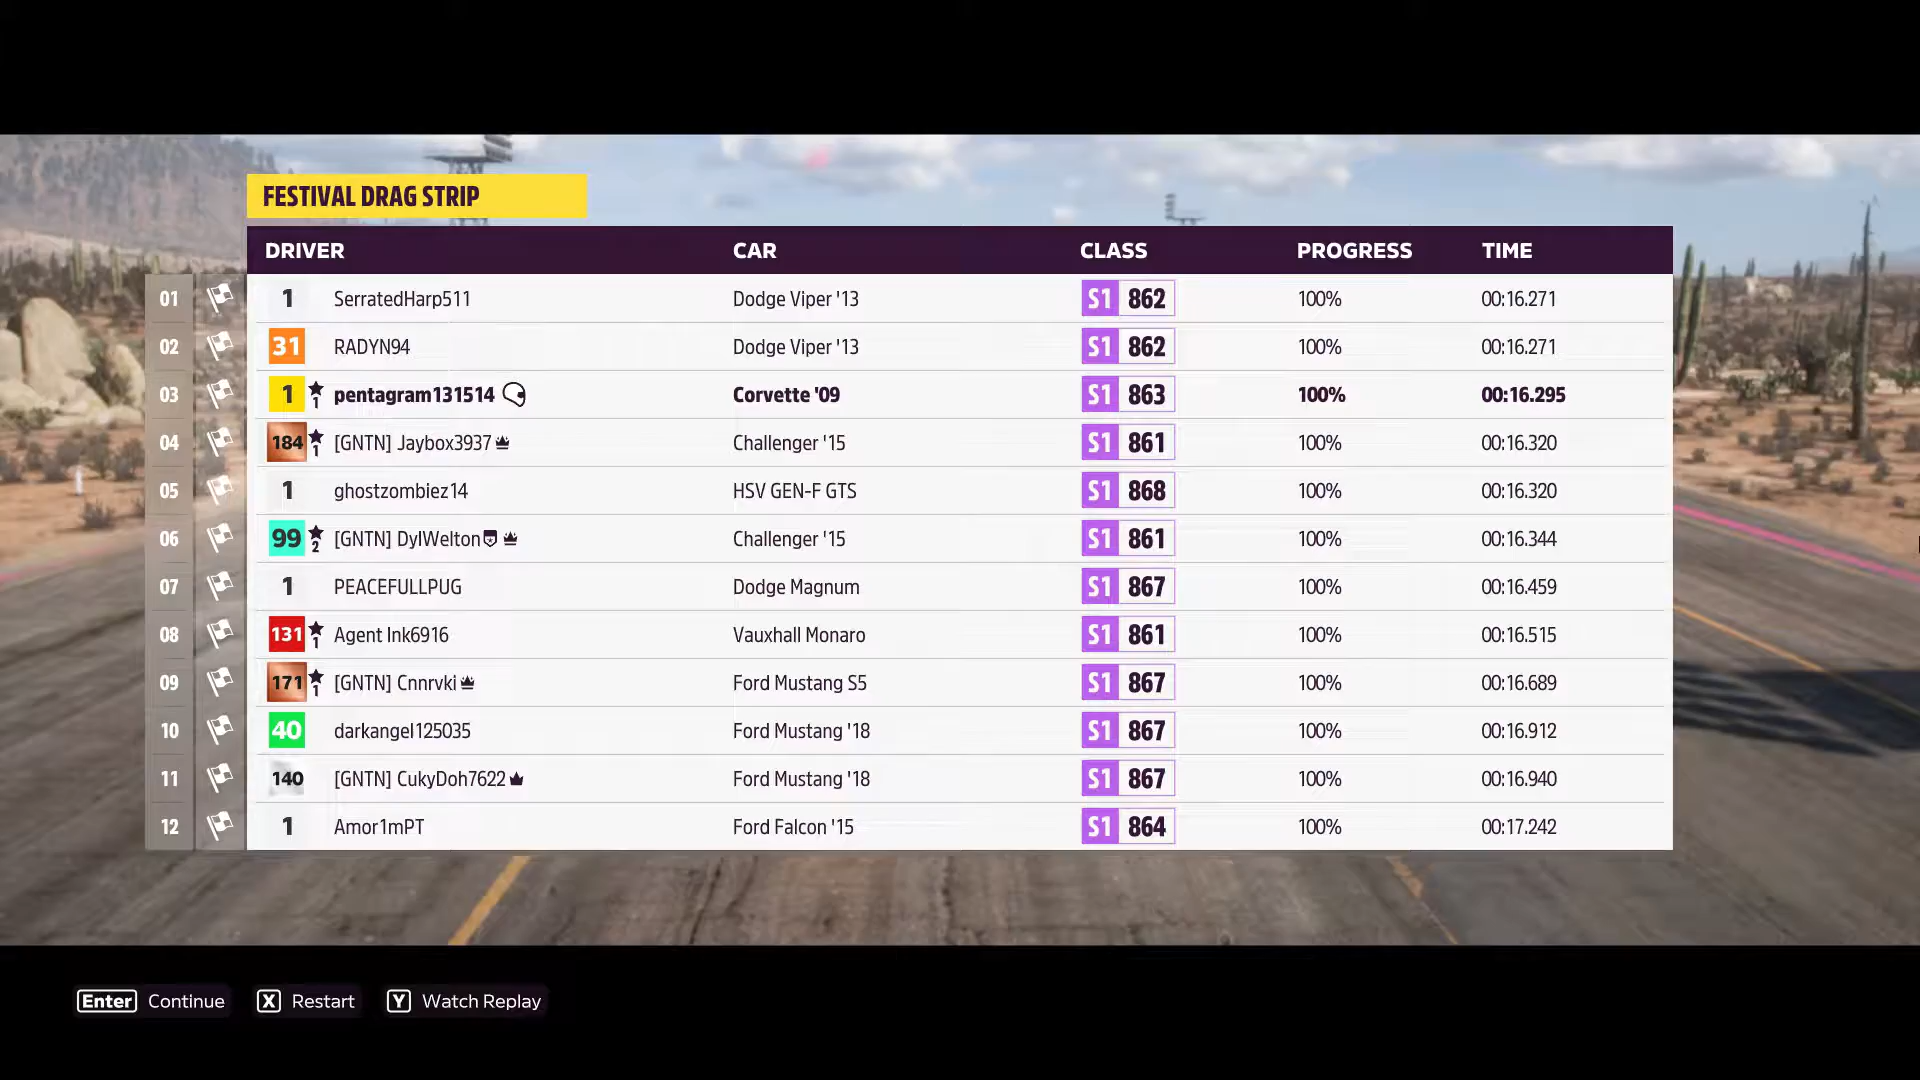 FESTIVAL DRAG STRIP
DRIVER CAR CLASS PROGRESS TIME
01 1 SerratedHarp511 Dodge Viper '13 S1 862 100% 00:16.271
02 31 RADYN94 Dodge Viper '13 S1 862 100% 00:16.271
03 1 1 pentagram131514 Corvette '09 S1 863 100% 00:16.295
04 184 1 [GNTN] Jaybox3937 Challenger '15 S1 861 100% 00:16.320
05 1 ghostzombiez14 HSV GEN-F GTS S1 868 100% 00:16.320
06 99 2 [GNTN] DylWelton Challenger '15 S1 861 100% 00:16.344
07 1 PEACEFULLPUG Dodge Magnum S1 867 100% 00:16.459
08 131 1 Agent Ink6916 Vauxhall Monaro S1 861 100% 00:16.515
09 171 1 [GNTN] Cnnrvki Ford Mustang S5 S1 867 100% 00:16.689
10 40 darkangel125035 Ford Mustang '18 S1 867 100% 00:16.912
11 140 [GNTN] CukyDoh7622 Ford Mustang '18 S1 867 100% 00:16.940
12 1 Amor1mPT Ford Falcon '15 S1 864 100% 00:17.242
Enter Continue X Restart Y Watch Replay